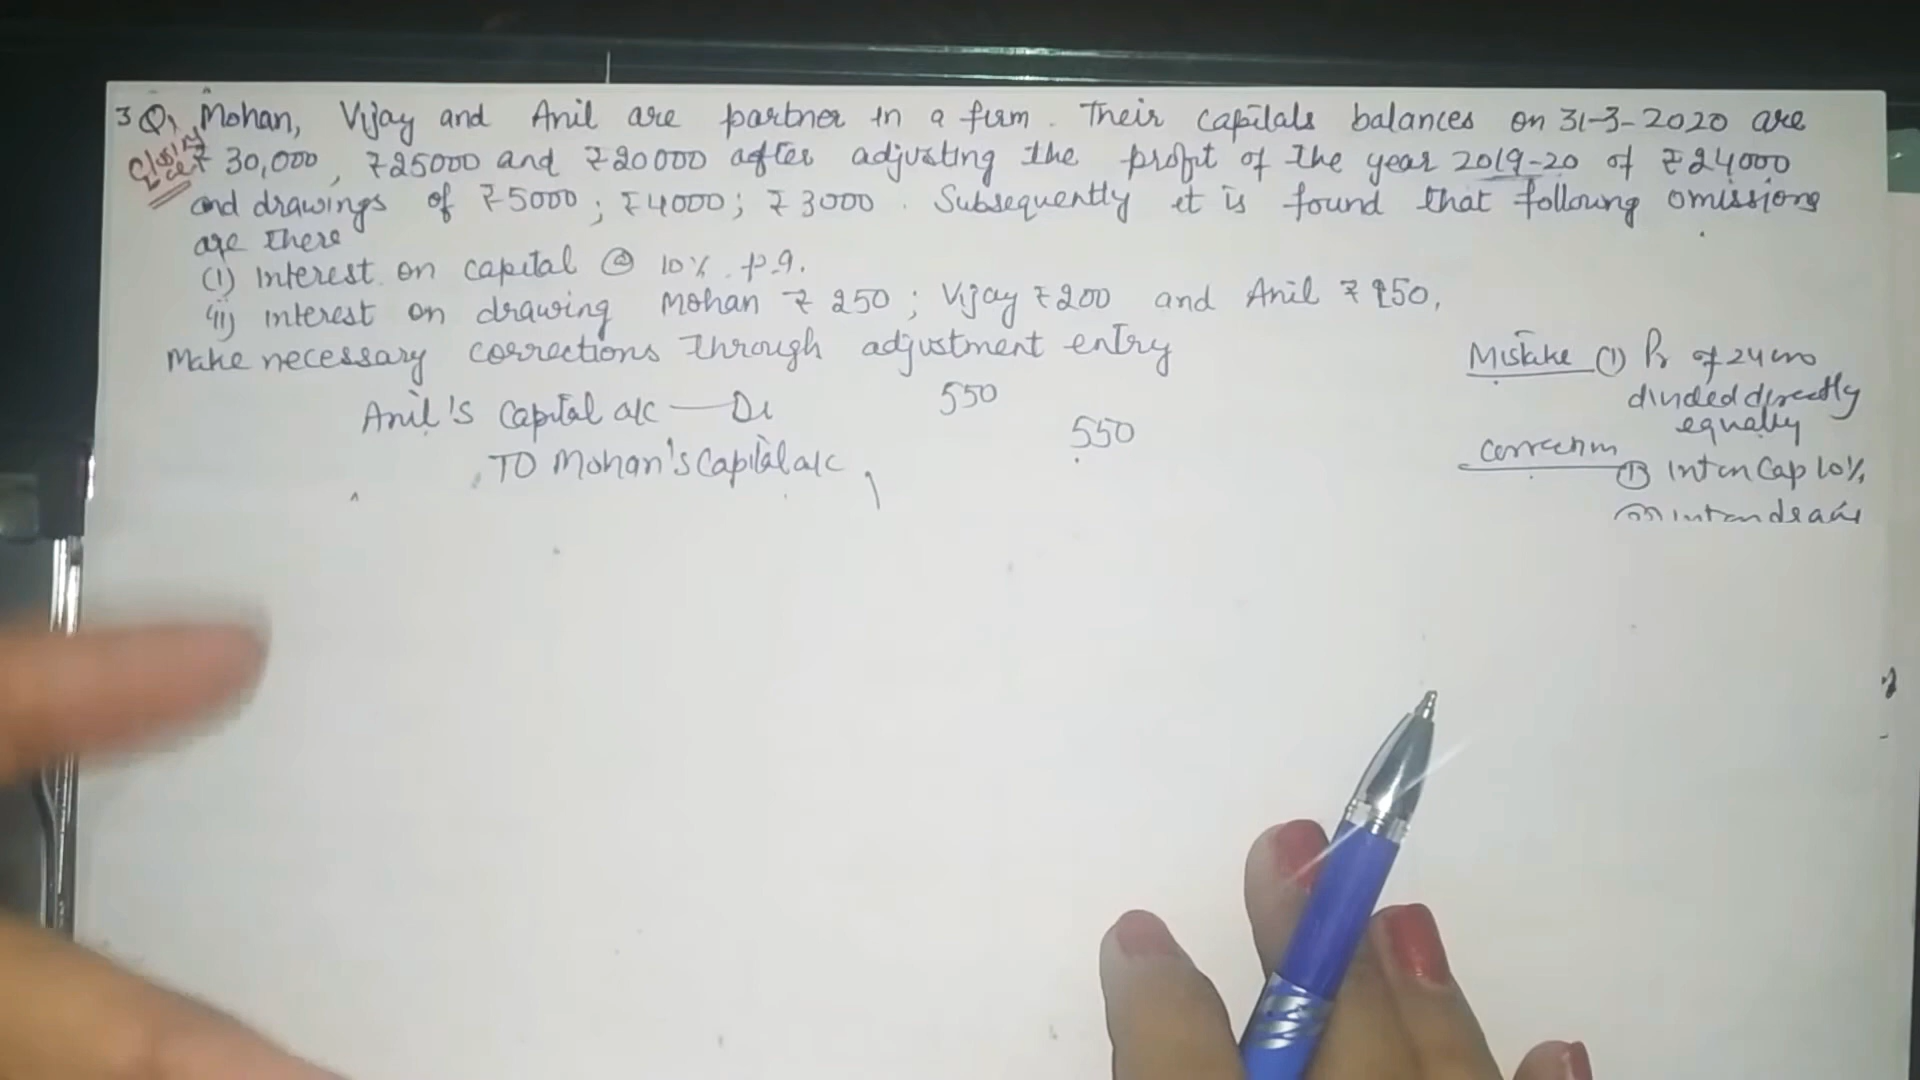 3 Q, Mohan, Vijay and Anil are partner in a firm. Their capitals balances on 31-3-2020 are
Closing
₹ 30,000, ₹25000 and ₹20000 after adjusting the profit of the year 2019-20 of ₹24000
and drawings of ₹5000; ₹4000; ₹3000. Subsequently it is found that following omissions
are there
(i) Interest on capital @ 10% p.a.
(ii) interest on drawing Mohan ₹ 250; Vijay ₹200 and Anil ₹ 150.
Make necessary corrections through adjustment entry
Anil's Capital a/c — Dr 550
TO Mohan's Capital a/c 550
Mistake (1) Pr of 24000
divided directly
equally
correction
(1) Int on Cap 10%
int on drawi